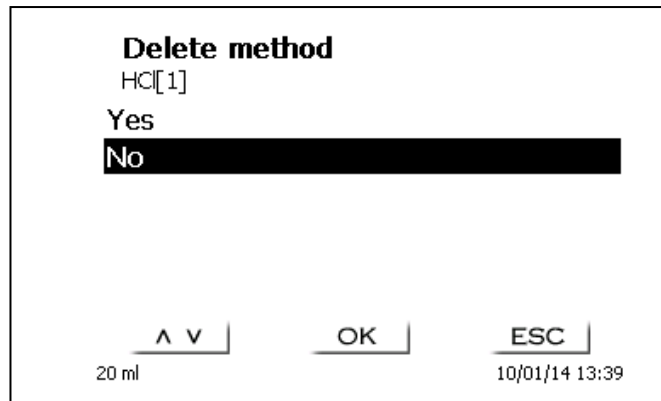 Delete method
HCl[1]
Yes
No
∧ ∨ OK ESC
20 ml 10/01/14 13:39